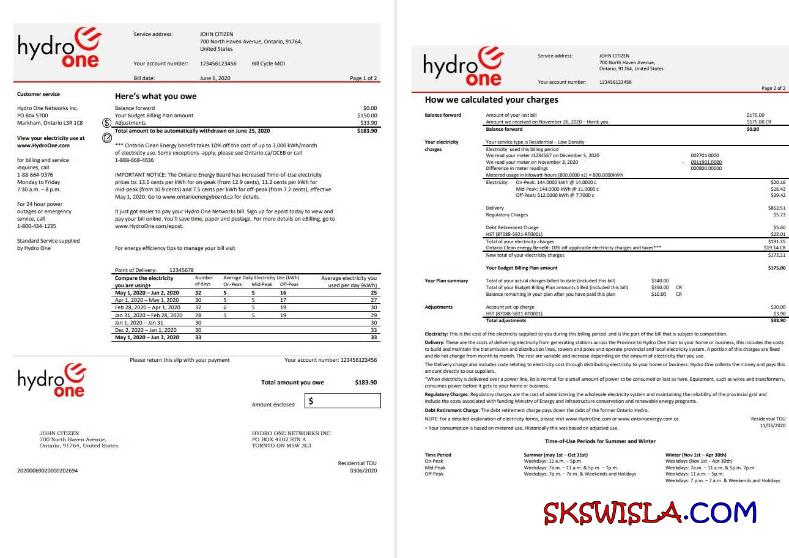 hydro one
Service address: JOHN CITIZEN
700 North Haven Avenue, Ontario, 91764,
United States
Your account number: 123456123456 Bill Cycle MOI
Bill date: June 6, 2020 Page 1 of 2
Customer service
Hydro One Networks Inc.
PO Box 5700
Markham, Ontario L3R 1C8
View your electricity use at
www.HydroOne.com
for billing and service
inquiries, call
1-88-664-9376
Monday to Friday
7:30 a.m. – 8 p.m.
For 24 hour power
outages or emergency
service, call
1-800-434-1235
Standard Service supplied
by Hydro One
Here's what you owe
Balance forward $0.00
Your Budget Billing Plan amount $150.00
Adjustments $33.90
Total amount to be automatically withdrawn on June 25, 2020 $183.90
*** Ontario Clean Energy benefit takes 10% off the cost of up to 3,000 kWh/month
of electricity use. Some exceptions apply, please see Ontario.ca/OCEB or call
1-888-668-4636
IMPORTANT NOTICE: The Ontario Energy Board has increased Time-of-Use electricity
prices to: 13.5 cents per kWh for on-peak (from 12.9 cents), 11.2 cents per kWh for
mid-peak (from 10.9 cents) and 7.5 cents per kWh for off-peak (from 7.2 cents), effective
May 1, 2020. Go to www.ontarioenergyboard.ca for details.
It just got easier to pay your Hydro One Networks bill. Sign up for epost today to view and
pay your bill online. You'll save time, paper and postage. For more details on eBilling, go to
www.HydroOne.com/epost.
For energy efficiency tips to manage your bill visit
Point of Delivery: 12345678
Compare the electricity you are using+ Number of days Average Daily Electricity Use (kWh) On-Peak Mid-Peak Off-Peak Average electricity you used per day (kWh)
May 1, 2020 – Jun 2, 2020 32 5 5 16 25
Apr 1, 2020 – May 1, 2020 30 5 5 17 27
Feb 28, 2020 – Apr 1, 2020 32 6 5 19 30
Jan 31, 2020 – Feb 28, 2020 28 5 5 19 29
Jan 1, 2020 – Jan 31 30 30
Dec 2, 2020 – Jan 1, 2020 30 33
May 1, 2020 – Jun 3, 2020 33 33
Please return this slip with your payment Your account number: 123456123456
hydro one
Total amount you owe $183.90
Amount enclosed $
JOHN CITIZEN
700 North Haven Avenue,
Ontario, 91764, United States
HYDRO ONE NETWORKS INC.
PO BOX 4102 STN A
TORNTO ON M5W 3L3
Residential TOU
03062020
20200069020000202694
hydro one
Service address: JOHN CITIZEN
700 North Haven Avenue,
Ontario, 91764, United States
Your account number: 123456123456
Page 2 of 2
How we calculated your charges
Balance forward Amount of your last bill $175.00
Amount we received on November 26, 2020 – thank you $175.00 CR
Balance forward $0.00
Your electricity charges Your service type is Residential – Low Density
Electricity used this billing period
We read your meter J1234567 on December 5, 2020 002701.0000
We read your meter on November 3, 2020 - 001901.0000
Difference in meter readings 000800.00000
Metered usage in kilowatt-hours (800.0000 x1) = 800.0000kWh
Electricity: On-Peak: 144.0000 kWh @ 14.0000 c $20.16
Mid-Peak: 144.0000 kWh @ 11.0000 c
Off-Peak: 512.0000 kWh @ 7.7000 c $39.42
Delivery
Regulatory Charges $5.23
Debt Retirement Charge $5.60
HST (87086-5821-RT0001) $22.01
Total of your electricity charges $191.35
Ontario Clean Energy Benefit: 10% off applicable electricity charges and taxes*** $19.14 CR
New total of your electricity charges $172.21
Your Budget Billing Plan amount $175.00
Your Plan summary Total of your actual charges billed to date (included this bill) $340.00
Total of your Budget Billing Plan amounts billed (included this bill) $350.00 CR
Balance remaining in your plan after you have paid this plan $10.00 CR
Adjustments Account set-up charge $30.00
HST (87086-5821-RT0001) $3.90
Total adjustments $33.90
Electricity: This is the cost of the electricity supplied to you during this billing period and is the part of the bill that is subject to competition.
Delivery: These are the costs of delivering electricity from generating stations across the Province to Hydro One than to your home or business, this includes the costs
to build and maintain the transmission and distribution lines, towers and poles and operate provincial and local electricity system. A portion of this charges are fixed
and do not change from month to month. The rest are variable and increase depending on the amount of electricity that you use.
The Delivery charge also includes costs relating to electricity lost through distributing electricity to your home or business. Hydro One collects the money and pays this
amount directly to our suppliers.
*When electricity is delivered over a power line, its is normal for a small amount of power to be consumed or lost as heat. Equipment, such as wires and transformers,
consumes power before it gets to your home or business.
Regulatory Charges: Regulatory charges are the cost of administering the wholesale electricity system and maintaining the reliability of the provincial grid and
include the costs associated with funding Ministry of Energy and infrastructure conservation and renewable energy programs.
Debt Retirement Charge: The debt retirement charge pays down the debt of the former Ontario Hydro.
NOTE: For a detailed explanation of electricity terms, please visit www.HydroOne.com or www.ontarioenergy.com Residential TOU
+ Your consumption is based on metered use. Historically this was based on adjusted use. 11/03/2020
Time-of-Use Periods for Summer and Winter
Time Period Summer (may 1st – Oct 31st) Winter (Nov 1st – Apr 30th)
On-Peak Weekdays: 11 a.m. – 5p.m. Weekdays (Nov 1st – Apr 30th)
Mid-Peak Weekdays: 7a.m. – 11 a.m. & 5p.m. – 7p.m. Weekdays: 7a.m. – 11 a.m. & 5 p.m. 7p.m.
Off-Peak Weekdays: 7p.m. – 7a.m. & Weekends and Holidays Weekdays: 11 a.m. – 5 p.m.
Weekdays: 7 p.m. – 7 a.m. & Weekends and Holidays
SKSWISLA.COM